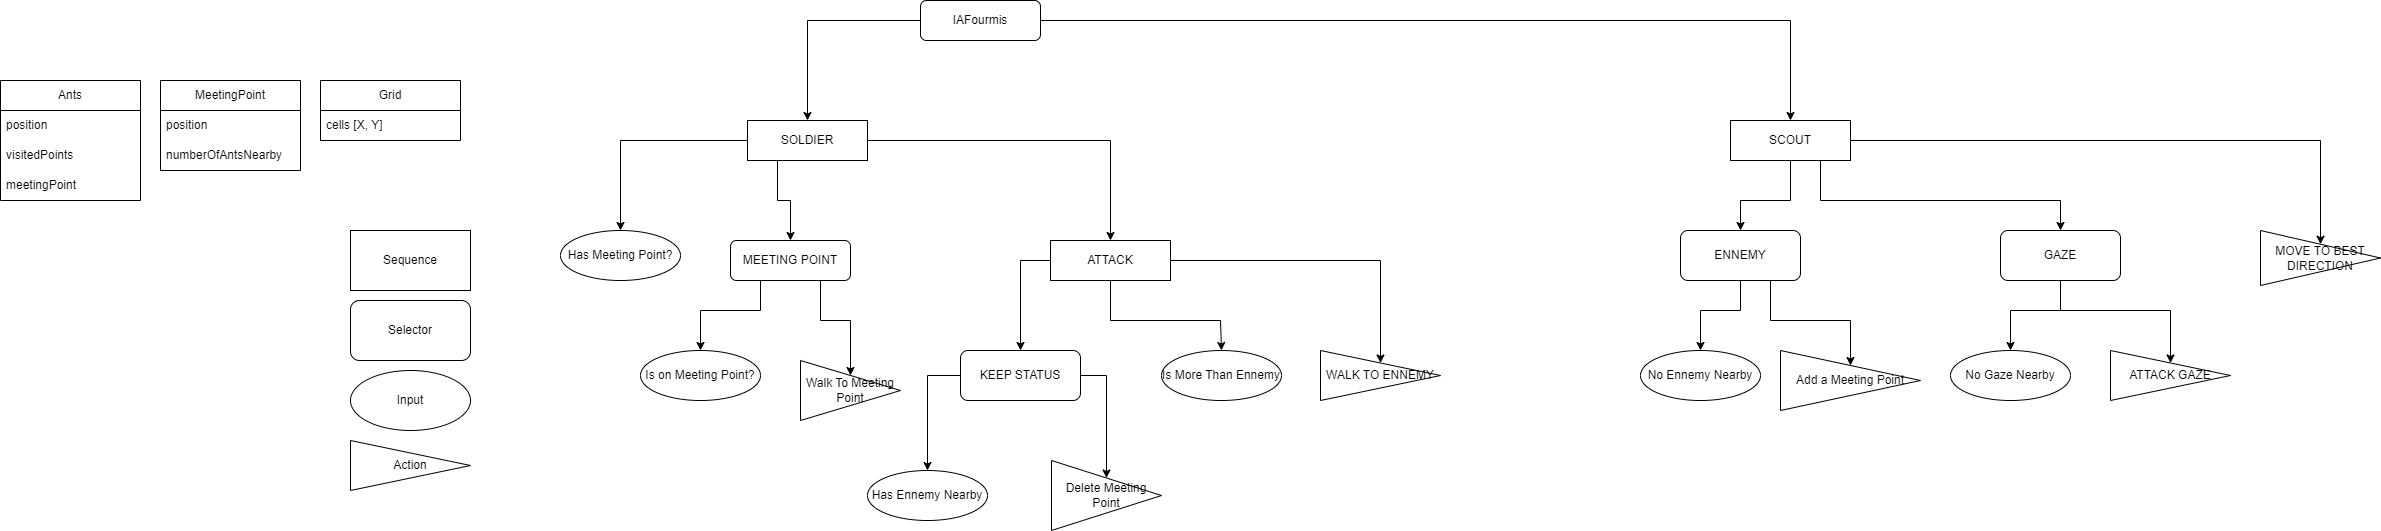 IAFourmis
Ants
position
visitedPoints
meetingPoint
MeetingPoint
position
numberOfAntsNearby
Grid
cells [X, Y]
Sequence
Selector
Input
Action
SOLDIER
SCOUT
Has Meeting Point?
MEETING POINT
ATTACK
ENNEMY
GAZE
MOVE TO BEST
DIRECTION
Is on Meeting Point?
Walk To Meeting
Point
KEEP STATUS
Is More Than Ennemy
WALK TO ENNEMY
No Ennemy Nearby
Add a Meeting Point
No Gaze Nearby
ATTACK GAZE
Has Ennemy Nearby
Delete Meeting
Point